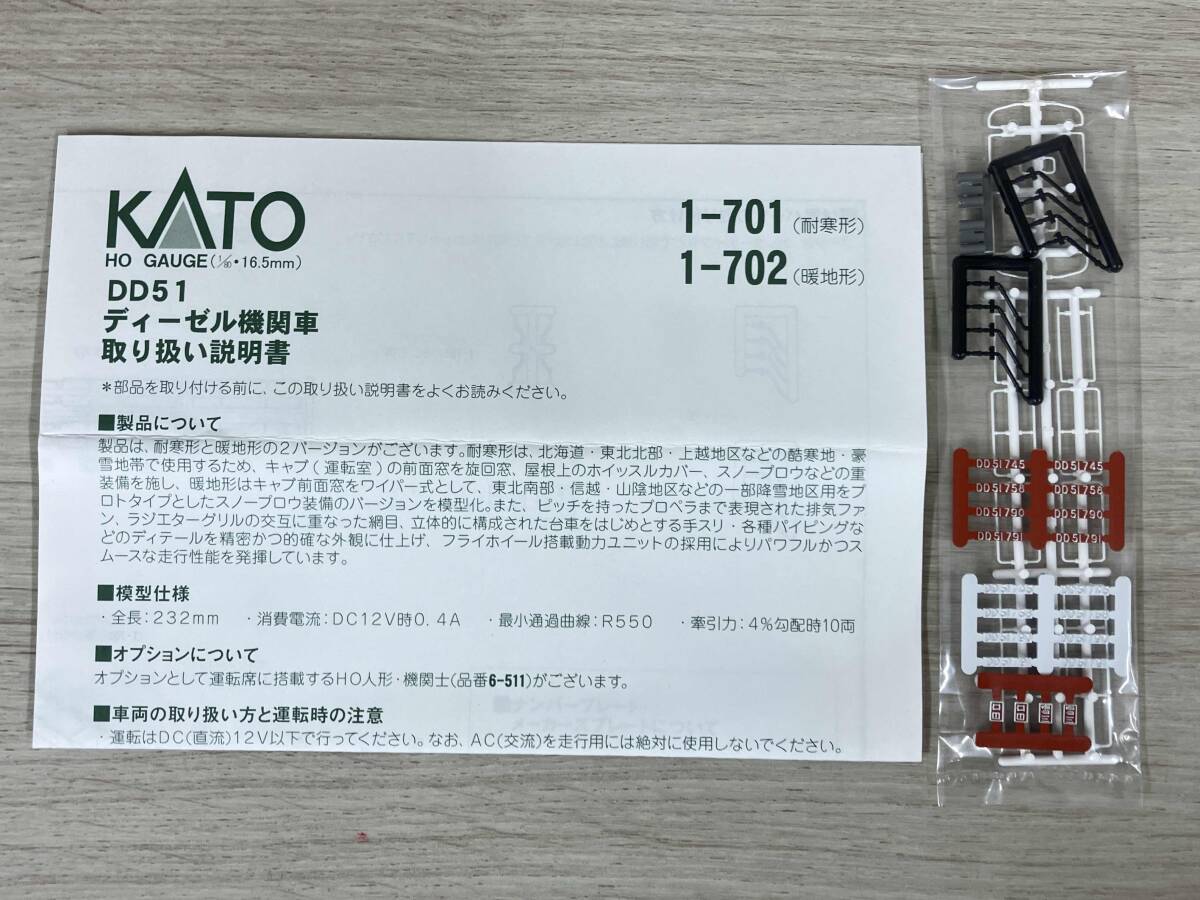 KATO
HO GAUGE(1/80・16.5mm)
DD51
ディーゼル機関車
取り扱い説明書
1-701(耐寒形)
1-702(暖地形)
*部品を取り付ける前に、この取り扱い説明書をよくお読みください。
■製品について
製品は、耐寒形と暖地形の2バージョンがございます。耐寒形は、北海道・東北北部・上越地区などの酷寒地・豪
雪地帯で使用するため、キャブ(運転室)の前面窓を旋回窓、屋根上のホイッスルカバー、スノープロウなどの重
装備を施し、暖地形はキャブ前面窓をワイパー式として、東北南部・信越・山陰地区などの一部降雪地区用をプ
ロトタイプとしたスノープロウ装備のバージョンを模型化。また、ピッチを持ったプロペラまで表現された排気ファ
ン、ラジエターグリルの交互に重なった網目、立体的に構成された台車をはじめとする手スリ・各種パイピングな
どのディテールを精密かつ的確な外観に仕上げ、フライホイール搭載動力ユニットの採用によりパワフルかつス
ムースな走行性能を発揮しています。
■模型仕様
・全長:232mm ・消費電流:DC12V時0.4A ・最小通過曲線:R550 ・牽引力:4%勾配時10両
■オプションについて
オプションとして運転席に搭載するHO人形・機関士(品番6-511)がございます。
■車両の取り扱い方と運転時の注意
・運転はDC(直流)12V以下で行ってください。なお、AC(交流)を走行用には絶対に使用しないでください。
DD51745 DD51745
DD51756 DD51756
DD51790 DD51790
DD51791 DD51791